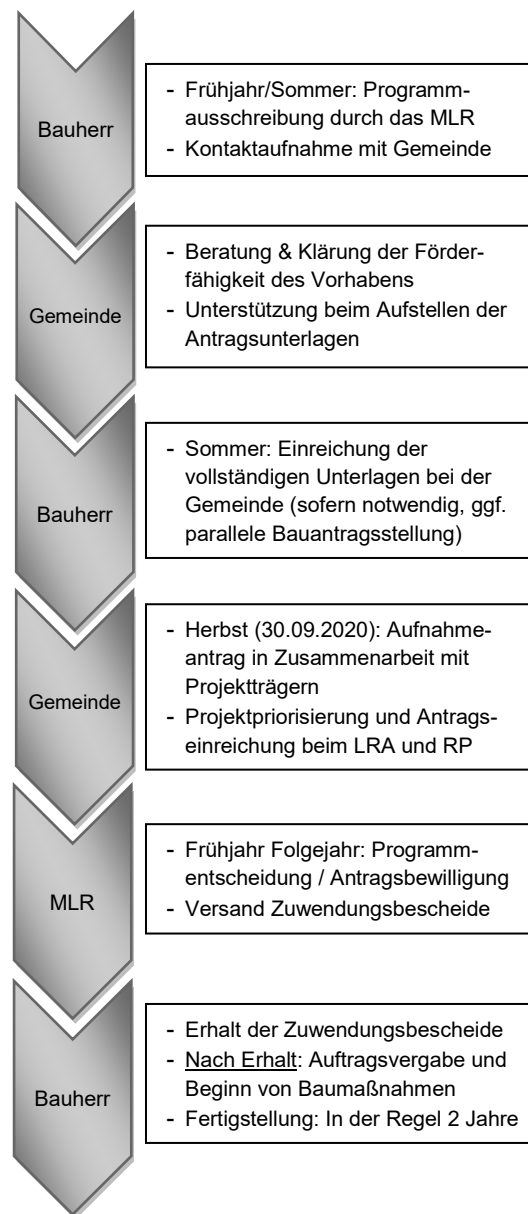 Bauherr
- Frühjahr/Sommer: Programm-
ausschreibung durch das MLR
- Kontaktaufnahme mit Gemeinde
Gemeinde
- Beratung & Klärung der Förder-
fähigkeit des Vorhabens
- Unterstützung beim Aufstellen der
Antragsunterlagen
Bauherr
- Sommer: Einreichung der
vollständigen Unterlagen bei der
Gemeinde (sofern notwendig, ggf.
parallele Bauantragsstellung)
Gemeinde
- Herbst (30.09.2020): Aufnahme-
antrag in Zusammenarbeit mit
Projektträgern
- Projektpriorisierung und Antrags-
einreichung beim LRA und RP
MLR
- Frühjahr Folgejahr: Programm-
entscheidung / Antragsbewilligung
- Versand Zuwendungsbescheide
Bauherr
- Erhalt der Zuwendungsbescheide
- Nach Erhalt: Auftragsvergabe und
Beginn von Baumaßnahmen
- Fertigstellung: In der Regel 2 Jahre